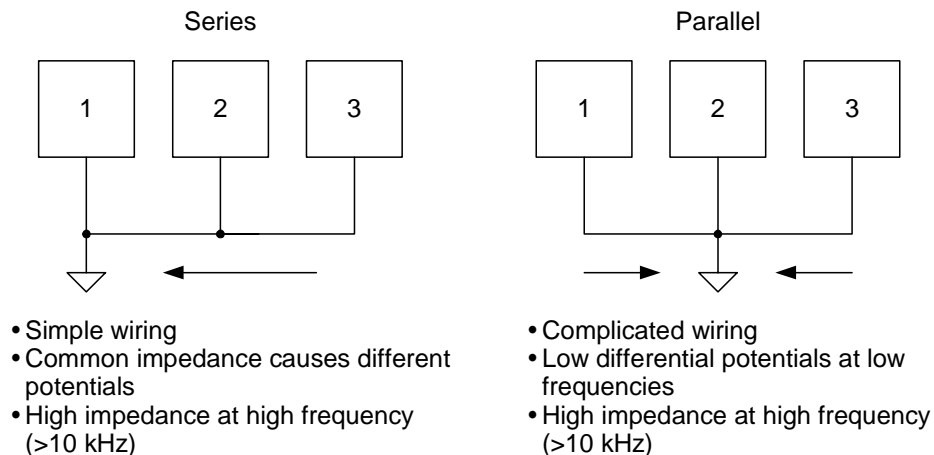 Series
Parallel
1
2
3
1
2
3
• Simple wiring
• Common impedance causes different
potentials
• High impedance at high frequency
(>10 kHz)
• Complicated wiring
• Low differential potentials at low
frequencies
• High impedance at high frequency
(>10 kHz)